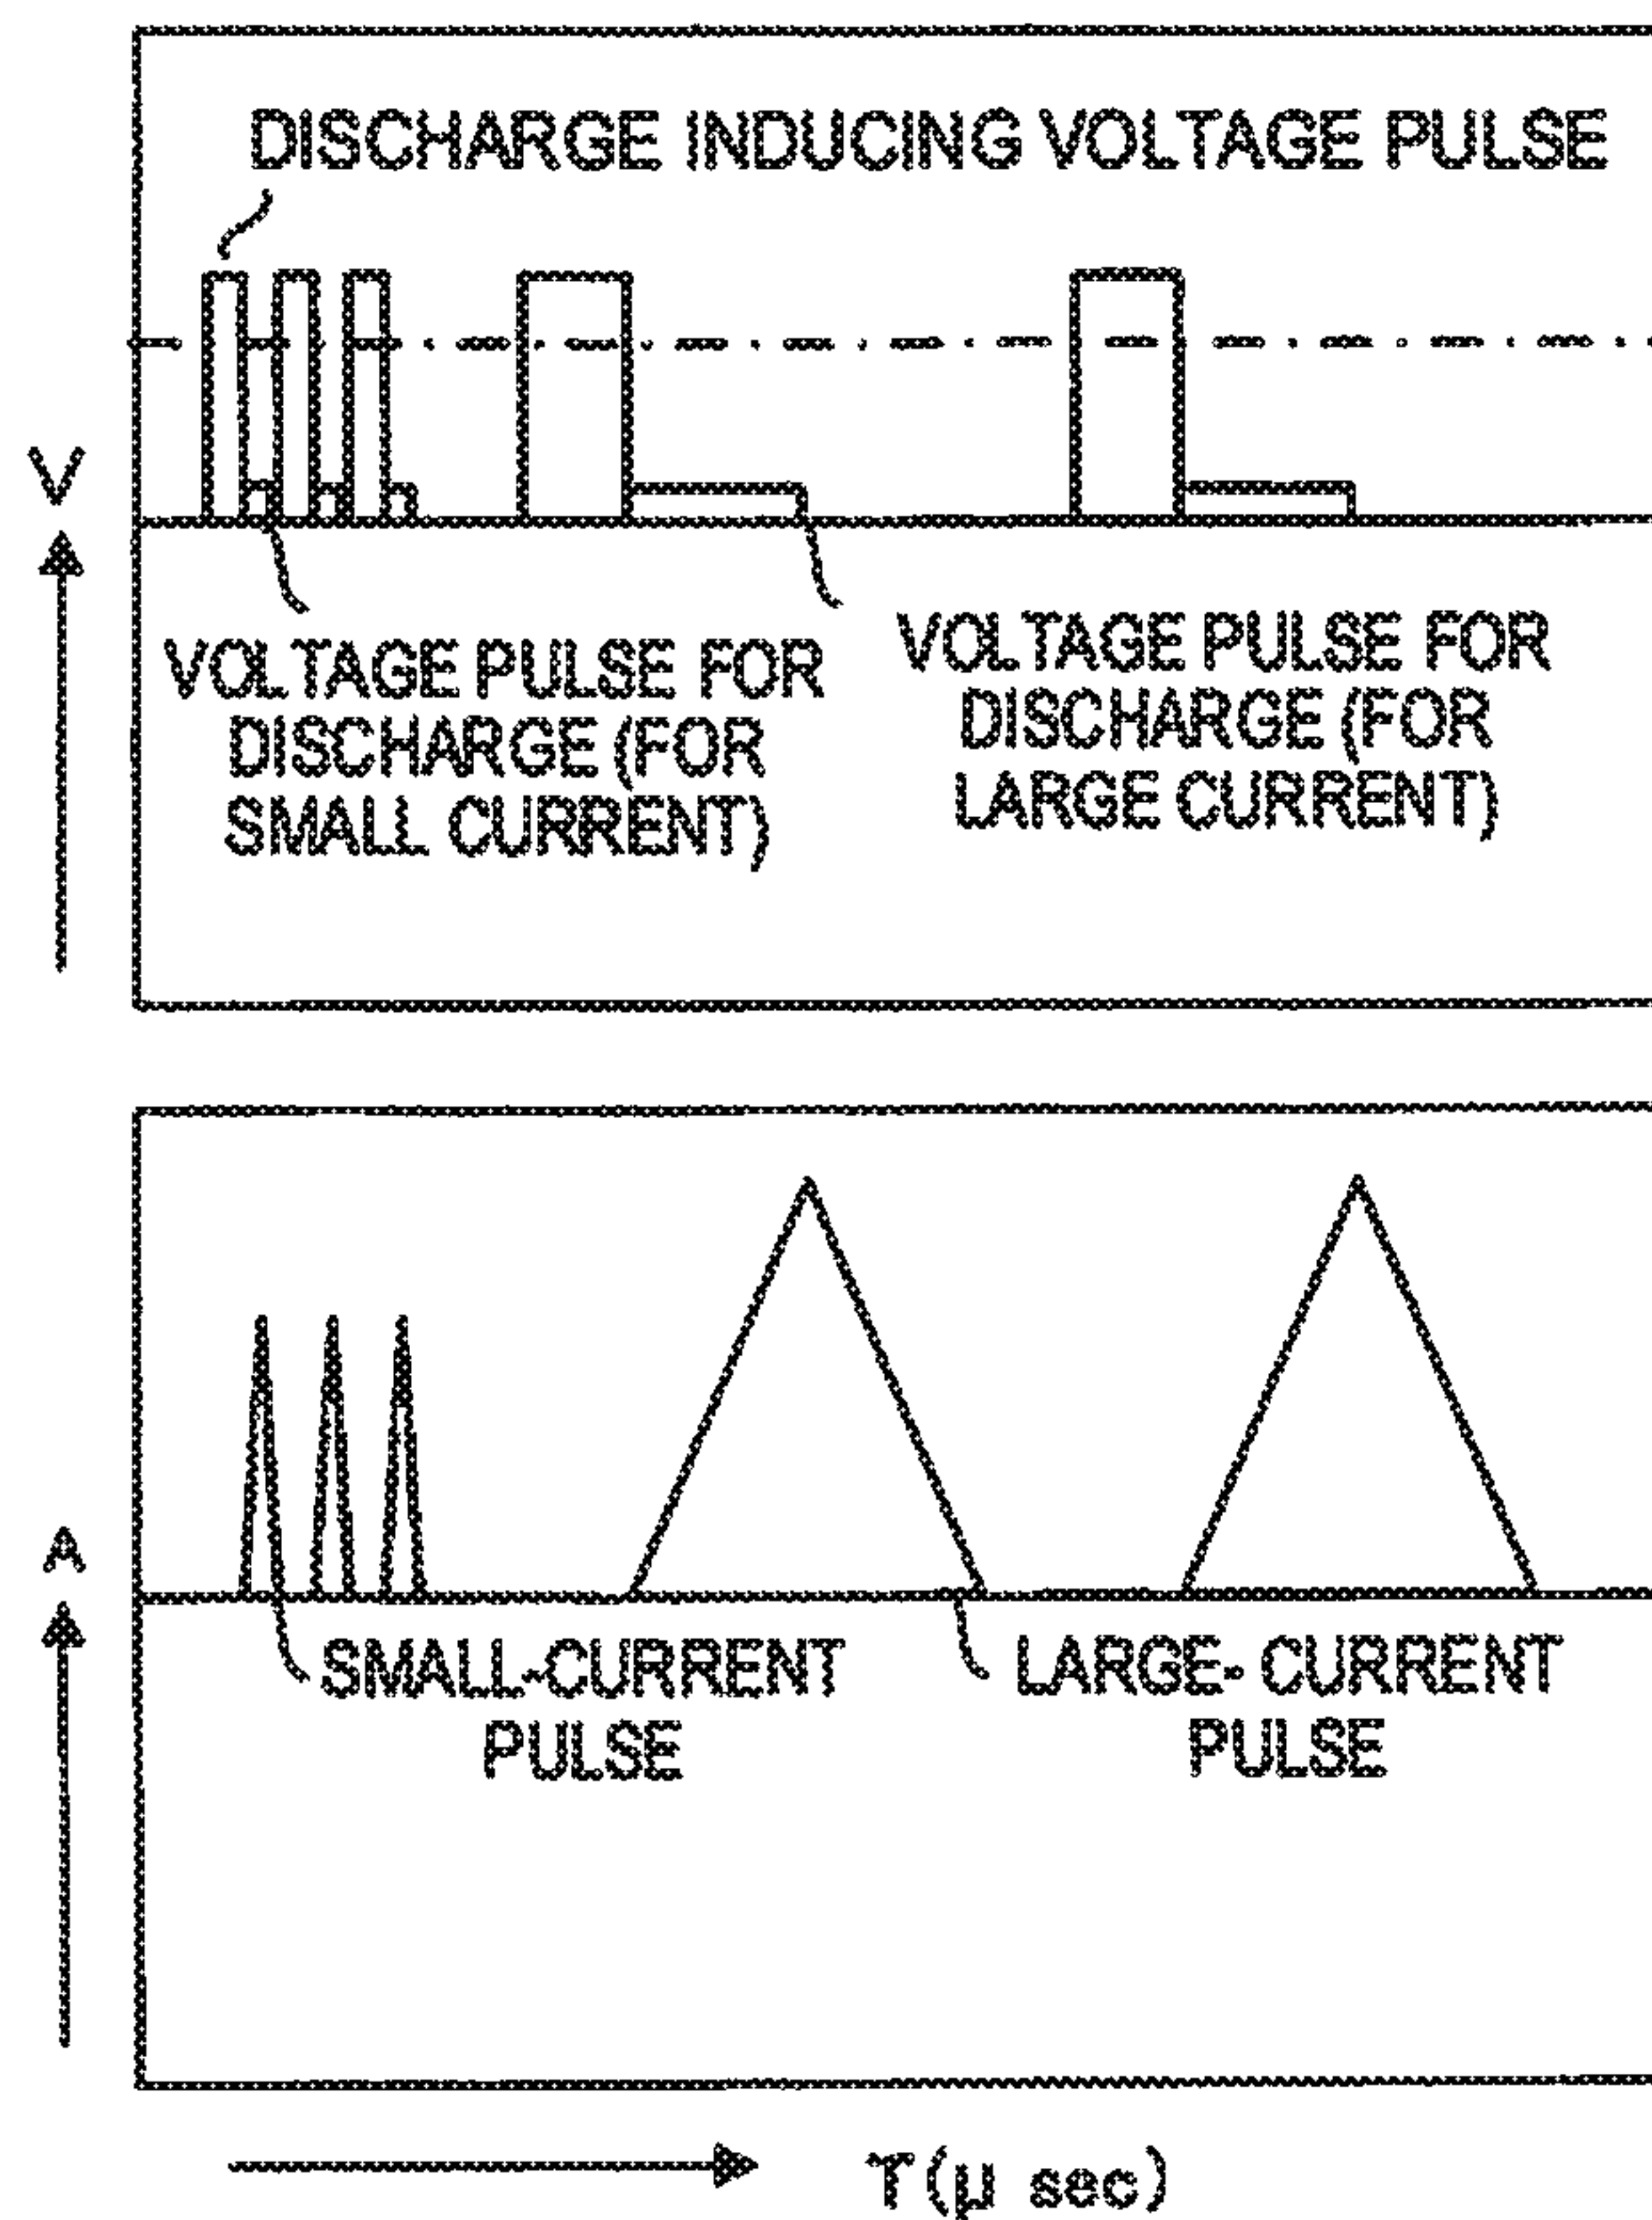 DISCHARGE INDUCING VOLTAGE PULSE
V
VOLTAGE PULSE FOR
DISCHARGE (FOR
SMALL CURRENT)
VOLTAGE PULSE FOR
DISCHARGE (FOR
LARGE CURRENT)
A
SMALL-CURRENT
PULSE
LARGE- CURRENT
PULSE
T(μ sec)